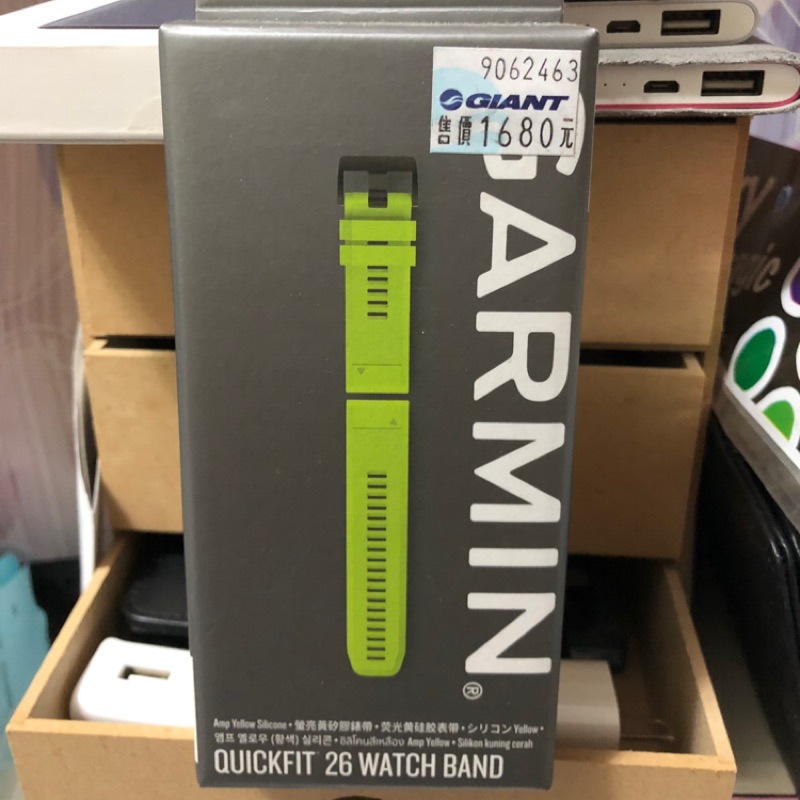 9062463
GIANT
售價1680元
GARMIN®
Amp Yellow Silicone • 螢亮黃矽膠錶帶 • 荧光黄硅胶表带 • シリコン Yellow •
앰프 옐로우 (황색) 실리콘 • ซิลิโคนสีเหลือง Amp Yellow • Silikon kuning cerah
QUICKFIT 26 WATCH BAND